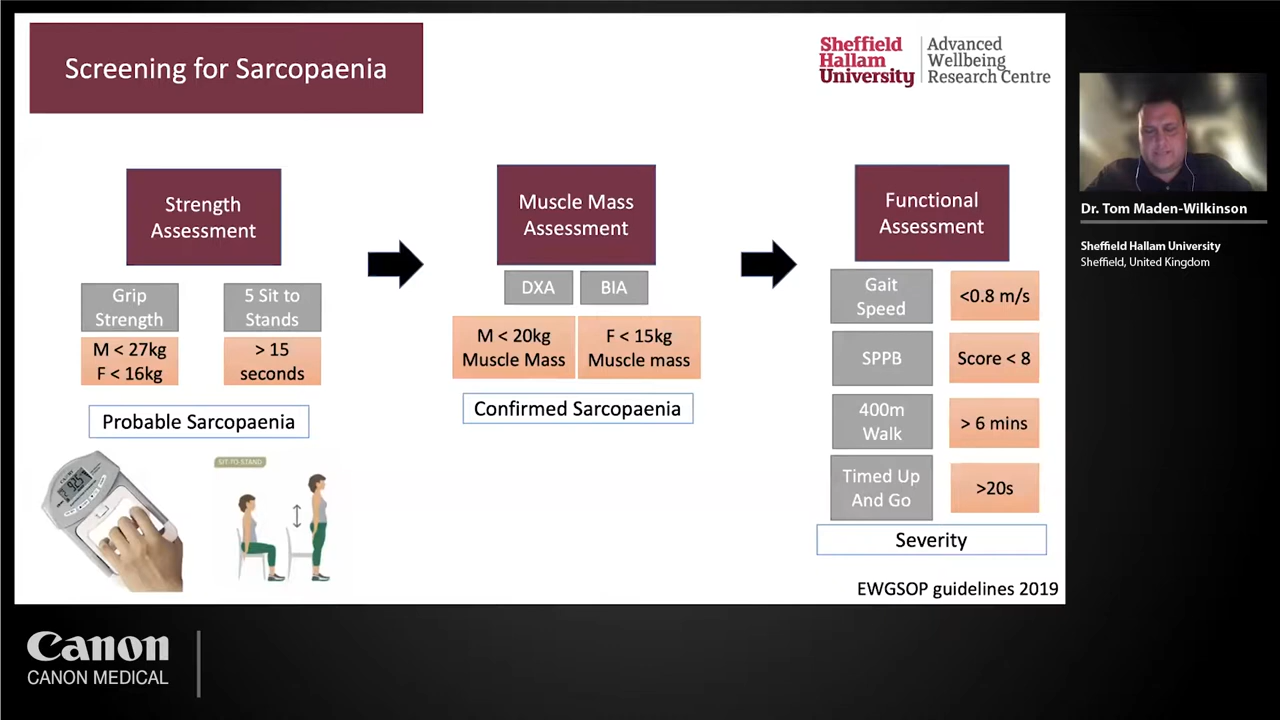 Screening for Sarcopaenia
Sheffield
Hallam
University
Advanced
Wellbeing
Research Centre
Strength
Assessment
Grip
Strength
M < 27kg
F < 16kg
5 Sit to
Stands
> 15
seconds
Probable Sarcopaenia
SIT-TO-STAND
Muscle Mass
Assessment
DXA
BIA
M < 20kg
Muscle Mass
F < 15kg
Muscle mass
Confirmed Sarcopaenia
Functional
Assessment
Gait
Speed
<0.8 m/s
SPPB
Score < 8
400m
Walk
> 6 mins
Timed Up
And Go
>20s
Severity
EWGSOP guidelines 2019
Dr. Tom Maden-Wilkinson
Sheffield Hallam University
Sheffield, United Kingdom
Canon
CANON MEDICAL